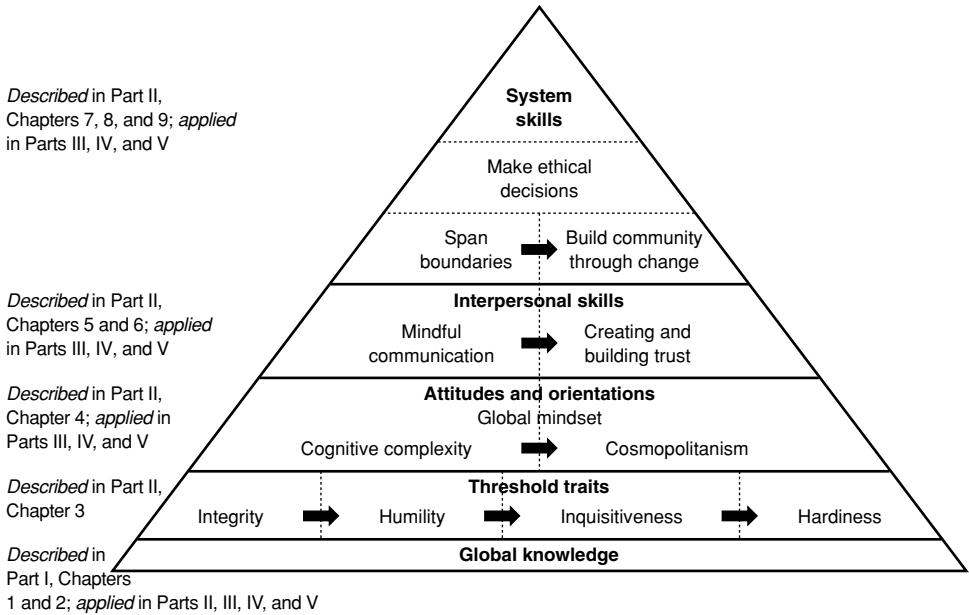 System
skills
Described in Part II,
Chapters 7, 8, and 9; applied
in Parts III, IV, and V
Make ethical
decisions
Span
boundaries
Build community
through change
Described in Part II,
Chapters 5 and 6; applied
in Parts III, IV, and V
Interpersonal skills
Mindful
communication
Creating and
building trust
Described in Part II,
Chapter 4; applied in
Parts III, IV, and V
Attitudes and orientations
Global mindset
Cognitive complexity
Cosmopolitanism
Described in Part II,
Chapter 3
Threshold traits
Integrity
Humility
Inquisitiveness
Hardiness
Described in
Part I, Chapters
1 and 2; applied in Parts II, III, IV, and V
Global knowledge